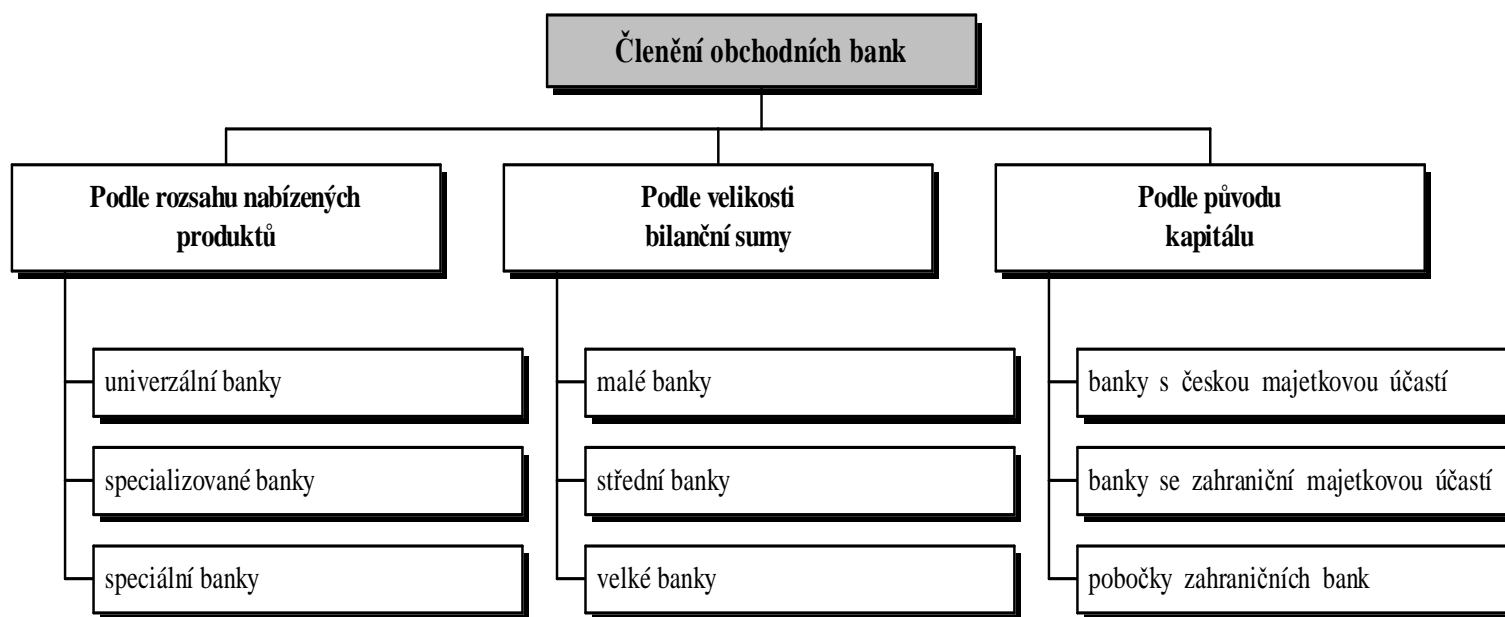 Členění obchodních bank
Podle rozsahu nabízených
produktů
univerzální banky
specializované banky
speciální banky
Podle velikosti
bilanční sumy
malé banky
střední banky
velké banky
Podle původu
kapitálu
banky s českou majetkovou účastí
banky se zahraniční majetkovou účastí
pobočky zahraničních bank